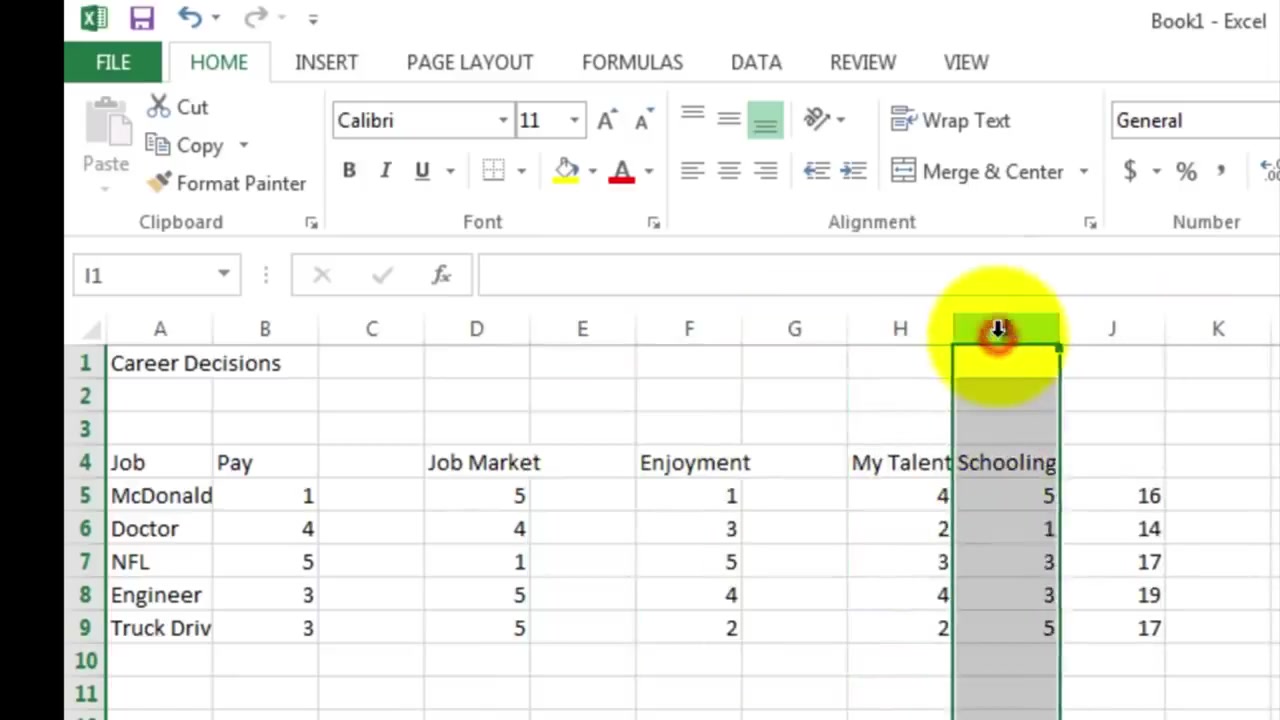 Book1 - Excel
FILE HOME INSERT PAGE LAYOUT FORMULAS DATA REVIEW VIEW
Cut
Copy
Format Painter
Paste
Clipboard
Calibri 11
B I U A
Font
Wrap Text
Merge & Center
Alignment
General
$ % ,
Number
I1 fx
A B C D E F G H J K
1 Career Decisions
2
3
4 Job Pay Job Market Enjoyment My Talent Schooling
5 McDonald 1 5 1 4 5 16
6 Doctor 4 4 3 2 1 14
7 NFL 5 1 5 3 3 17
8 Engineer 3 5 4 4 3 19
9 Truck Driv 3 5 2 2 5 17
10
11